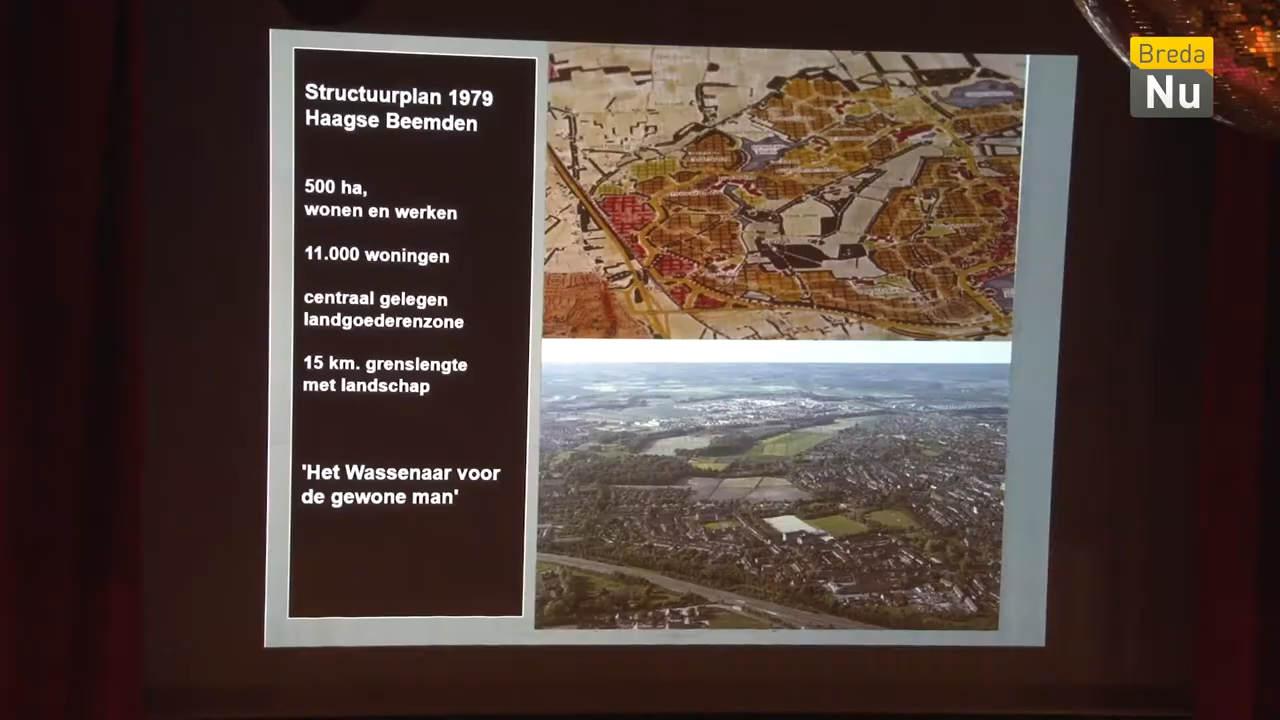 Structuurplan 1979
Haagse Beemden
500 ha,
wonen en werken
11.000 woningen
centraal gelegen
landgoederenzone
15 km. grenslengte
met landschap
'Het Wassenaar voor
de gewone man'
Breda
Nu